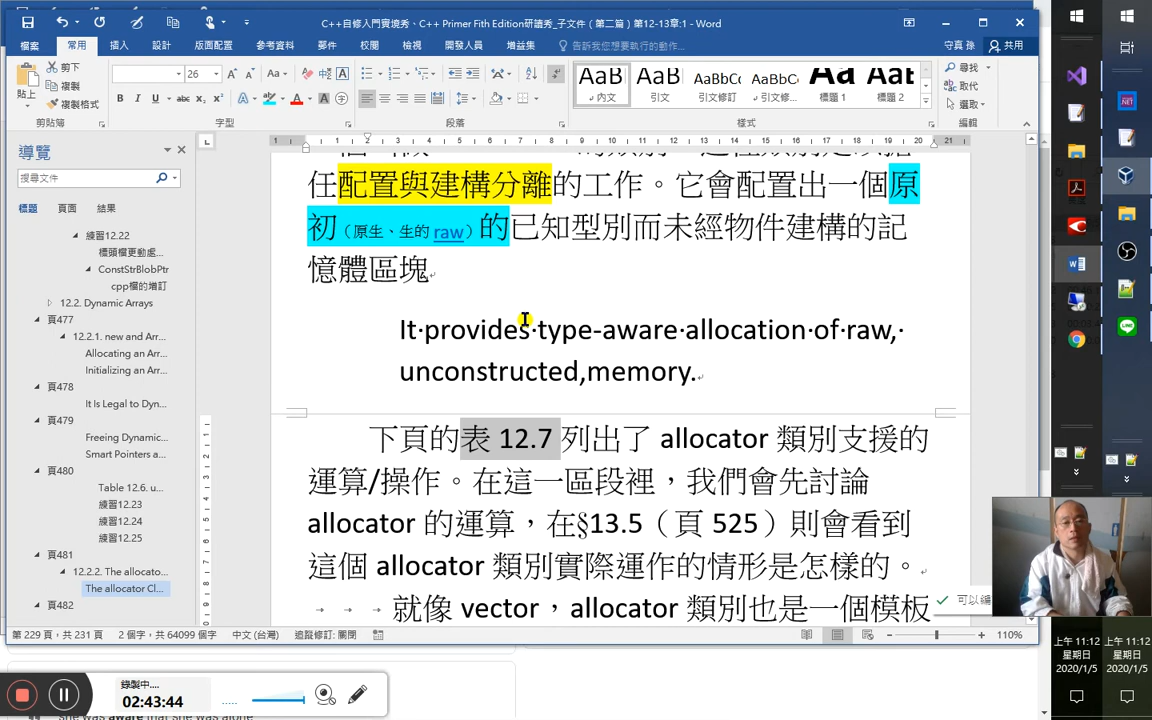 C++自修入門實境秀、C++ Primer Fith Edition研讀秀_子文件（第二篇）第12-13章:1 - Word
檔案 常用 插入 設計 版面配置 參考資料 郵件 校閱 檢視 開發人員 增益集 告訴我您想要執行的動作... 守真 孫 共用
貼上 剪下 複製 複製格式 剪貼簿
26 字型
段落
AaB AaB AaBbCc AaBbCc AaB AaB
內文 引文 引文修訂 引文修... 標題 1 標題 2
樣式
尋找 取代 選取 編輯
導覽
搜尋文件
標題 頁面 結果
練習12.22
標頭檔更動處...
ConstStrBlobPtr
cpp檔的增訂
12.2. Dynamic Arrays
頁477
12.2.1. new and Arr...
Allocating an Arr...
Initializing an Arr...
頁478
It Is Legal to Dyn...
頁479
Freeing Dynamic...
Smart Pointers a...
頁480
Table 12.6. u...
練習12.23
練習12.24
練習12.25
頁481
12.2.2. The allocato...
The allocator Cl...
頁482
任配置與建構分離的工作。它會配置出一個原
初（原生、生的 raw）的已知型別而未經物件建構的記
憶體區塊
It provides type-aware allocation of raw,
unconstructed,memory.
下頁的表 12.7 列出了 allocator 類別支援的
運算/操作。在這一區段裡，我們會先討論
allocator 的運算，在§13.5（頁 525）則會看到
這個 allocator 類別實際運作的情形是怎樣的。
就像 vector，allocator 類別也是一個模板
可以編
第 229 頁，共 231 頁 2 個字，共 64099 個字 中文 (台灣) 追蹤修訂: 關閉 110%
錄製中....
02:43:44
she was aware that she was alone
上午 11:12 上午 11:12
星期日 星期日
2020/1/5 2020/1/5